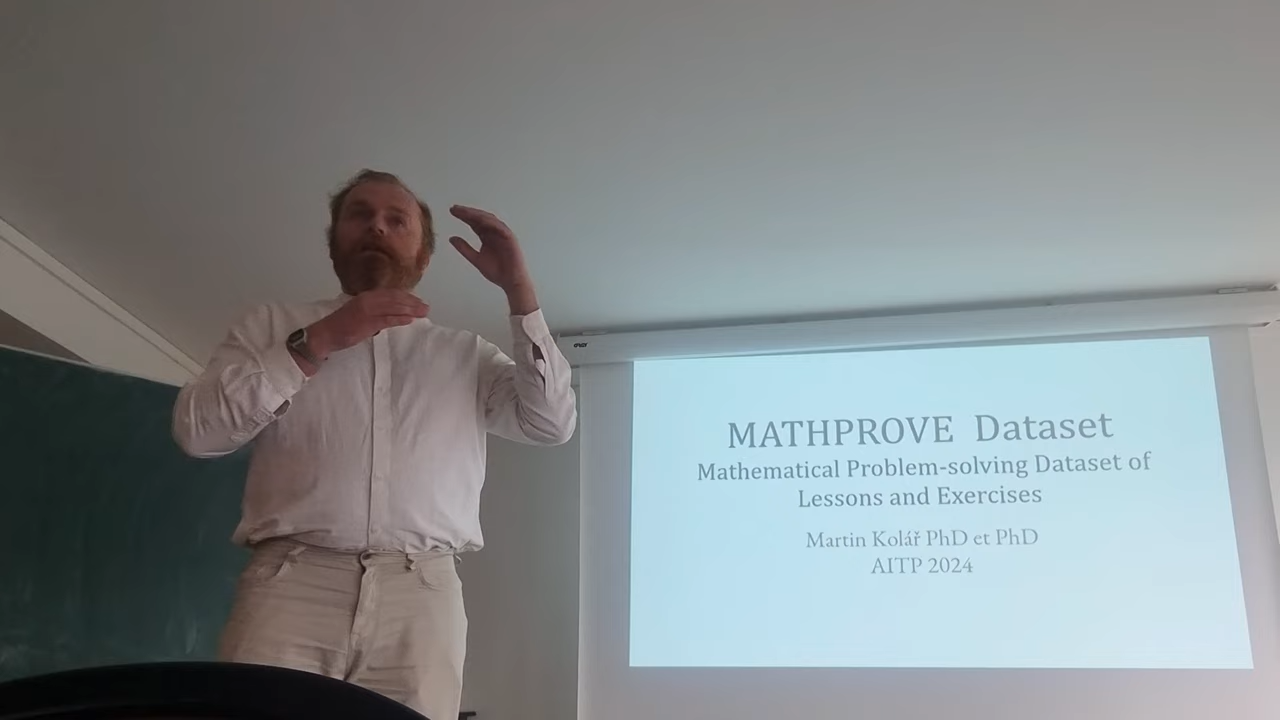 MATHPROVE Dataset
Mathematical Problem-solving Dataset of
Lessons and Exercises
Martin Kolář PhD et PhD
AITP 2024